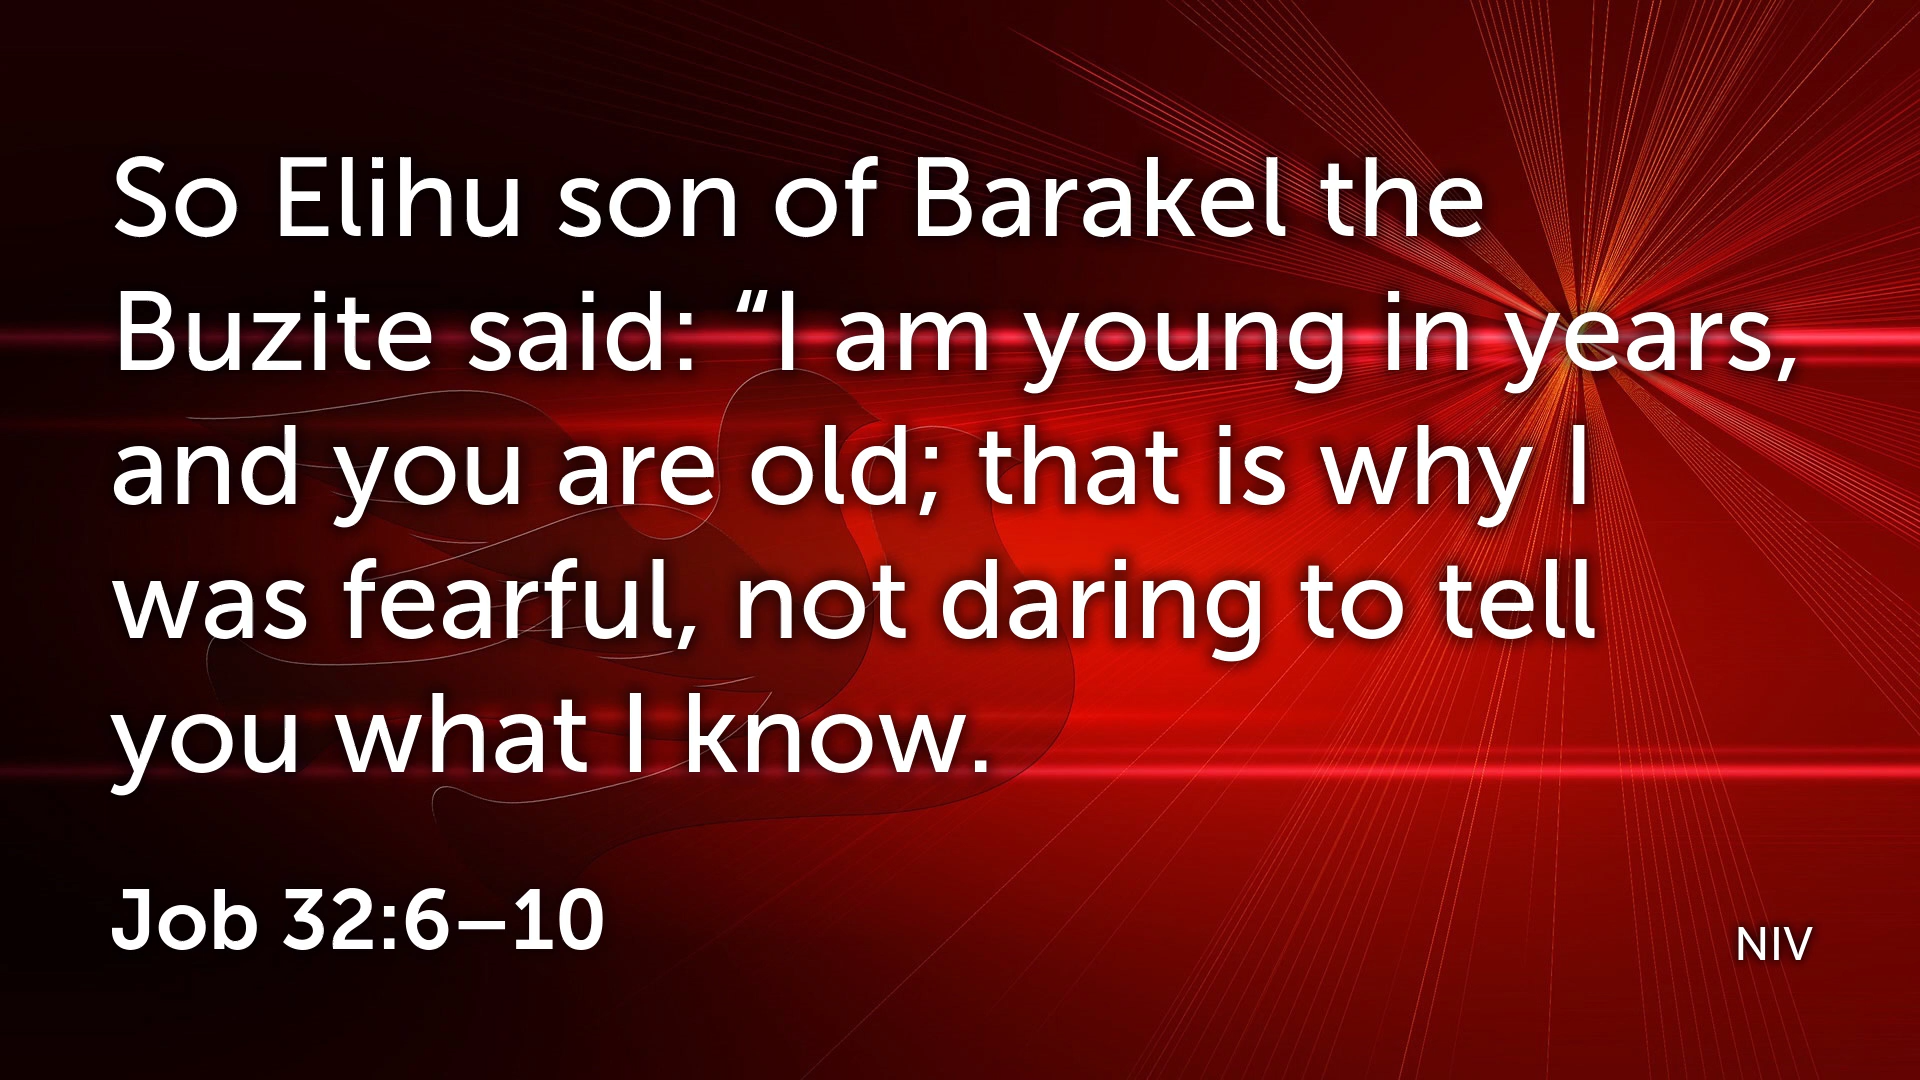 So Elihu son of Barakel the
Buzite said: “I am young in years,
and you are old; that is why I
was fearful, not daring to tell
you what I know.
Job 32:6–10
NIV